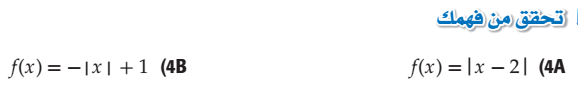 تحقق من فهمك
f(x) = |x − 2| (4A
f(x) = −|x| + 1 (4B